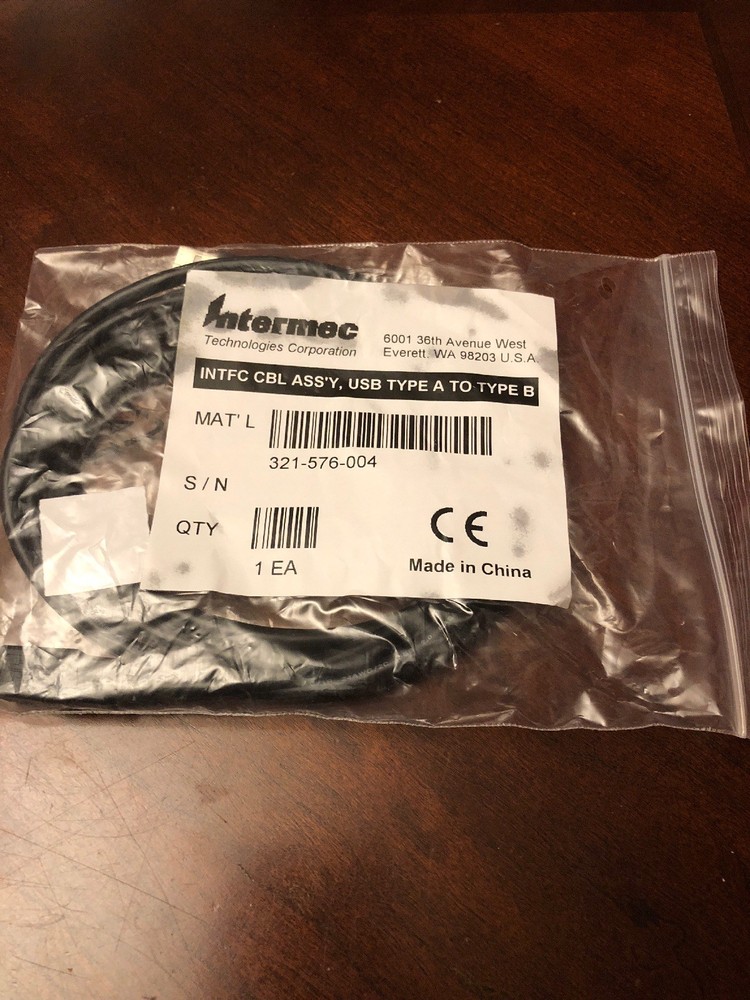 Intermec
Technologies Corporation
6001 36th Avenue West
Everett, WA 98203 U.S.A.
INTFC CBL ASS'Y, USB TYPE A TO TYPE B
MAT' L
321-576-004
S / N
QTY
1 EA
CE
Made in China